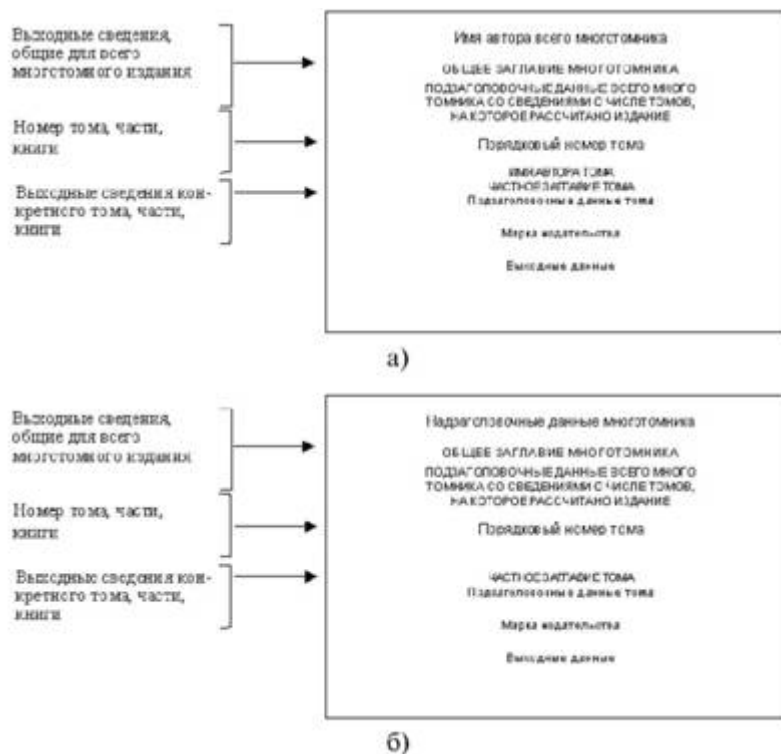 Выходные сведения,
общие для всего
многстомного издания
Номер тома, части,
книги
Выходные сведения кон-
кретного тома, части,
книги
Имя автора всего многстомника
ОБЩЕЕ ЗАГЛАВИЕ МНОГОТОМНИКА
ПОДЗАГОЛОВОЧНЫЕ ДАННЫЕ ВСЕГО МНОГО
ТОМНИКА СО СВЕДЕНИЯМИ С ЧИСЛЕ ТОМОВ,
НА КОТОРОЕ РАССЧИТАНО ИЗДАНИЕ
Порядковый номер тома
ИМЯ АВТОРА ТОМА
ЧАСТНОЕ ЗАГЛАВИЕ ТОМА
Подзаголовочные данные тома
Марка издательства
Выходные данные
а)
Выходные сведения,
общие для всего
многстомного издания
Номер тома, части,
книги
Выходные сведения кон-
кретного тома, части,
книги
Надзаголовочные данные многотомника
ОБЩЕЕ ЗАГЛАВИЕ МНОГОТОМНИКА
ПОДЗАГОЛОВОЧНЫЕ ДАННЫЕ ВСЕГО МНОГО
ТОМНИКА СО СВЕДЕНИЯМИ С ЧИСЛЕ ТОМОВ,
НА КОТОРОЕ РАССЧИТАНО ИЗДАНИЕ
Порядковый номер тома
ЧАСТНОЕ ЗАГЛАВИЕ ТОМА
Подзаголовочные данные тома
Марка издательства
Выходные данные
б)